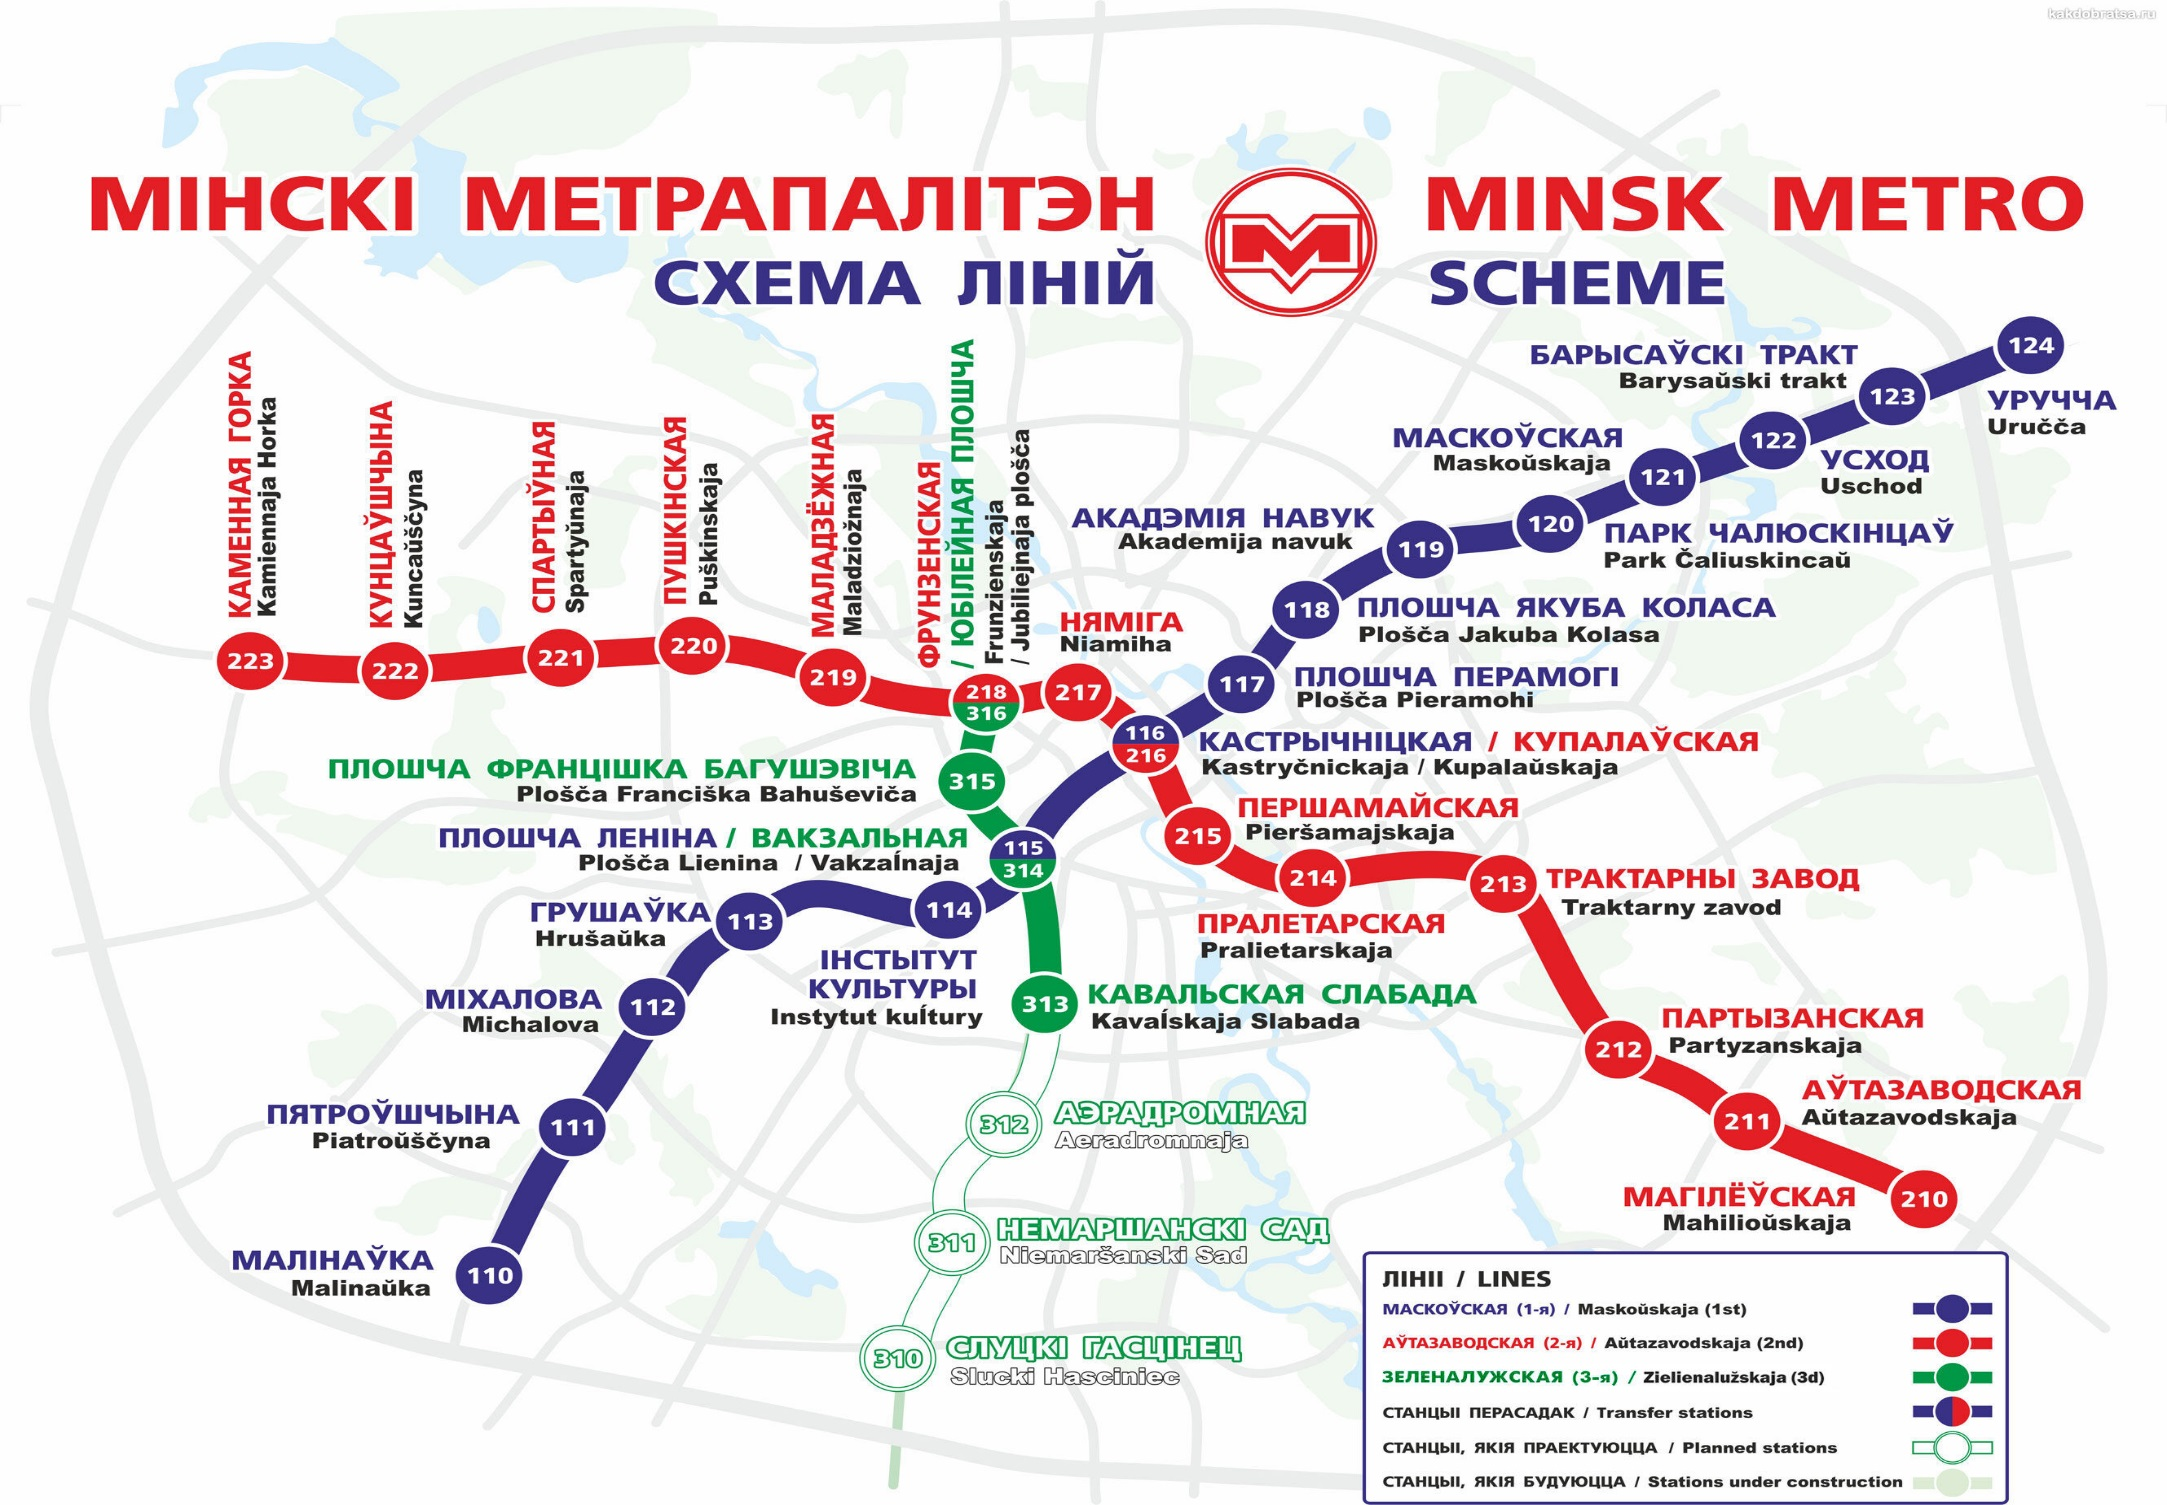 kakdobratsa.ru
МІНСКІ МЕТРАПАЛІТЭН
СХЕМА ЛІНІЙ
MINSK METRO
SCHEME
КАМЕННАЯ ГОРКА
Kamiennaja Horka
223
КУНЦАЎШЧЫНА
Kuncaŭščyna
222
СПАРТЫЎНАЯ
Spartyŭnaja
221
ПУШКІНСКАЯ
Puškinskaja
220
МАЛАДЗЁЖНАЯ
Maladziožnaja
219
ФРУНЗЕНСКАЯ
/ ЮБІЛЕЙНАЯ ПЛОШЧА
Frunzienskaja
/ Jubiliejnaja plošča
218
316
НЯМІГА
Niamiha
217
116
216
КАСТРЫЧНІЦКАЯ / КУПАЛАЎСКАЯ
Kastryčnickaja / Kupalaŭskaja
215
ПЕРШАМАЙСКАЯ
Pieršamajskaja
214
ПРАЛЕТАРСКАЯ
Pralietarskaja
213
ТРАКТАРНЫ ЗАВОД
Traktarny zavod
212
ПАРТЫЗАНСКАЯ
Partyzanskaja
211
АЎТАЗАВОДСКАЯ
Aŭtazavodskaja
210
МАГІЛЁЎСКАЯ
Mahilioŭskaja
124
УРУЧЧА
Uručča
БАРЫСАЎСКІ ТРАКТ
Barysaŭski trakt
123
122
УСХОД
Uschod
МАСКОЎСКАЯ
Maskoŭskaja
121
120
ПАРК ЧАЛЮСКІНЦАЎ
Park Čaliuskincaŭ
АКАДЭМІЯ НАВУК
Akademija navuk
119
118
ПЛОШЧА ЯКУБА КОЛАСА
Plošča Jakuba Kolasa
117
ПЛОШЧА ПЕРАМОГІ
Plošča Pieramohi
ПЛОШЧА ФРАНЦІШКА БАГУШЭВІЧА
Plošča Franciška Bahuševiča
315
ПЛОШЧА ЛЕНІНА / ВАКЗАЛЬНАЯ
Plošča Lienina / Vakzaĺnaja
115
314
114
ІНСТЫТУТ
КУЛЬТУРЫ
Instytut kuĺtury
ГРУШАЎКА
Hrušaŭka
113
МІХАЛОВА
Michalova
112
ПЯТРОЎШЧЫНА
Piatroŭščyna
111
МАЛІНАЎКА
Malinaŭka
110
313
КАВАЛЬСКАЯ СЛАБАДА
Kavaĺskaja Slabada
312
АЭРАДРОМНАЯ
Aeradromnaja
311
НЕМАРШАНСКІ САД
Niemaršanski Sad
310
СЛУЦКІ ГАСЦІНЕЦ
Slucki Hasciniec
ЛІНІІ / LINES
МАСКОЎСКАЯ (1-я) / Maskoŭskaja (1st)
АЎТАЗАВОДСКАЯ (2-я) / Aŭtazavodskaja (2nd)
ЗЕЛЕНАЛУЖСКАЯ (3-я) / Zielienalužskaja (3d)
СТАНЦЫІ ПЕРАСАДАК / Transfer stations
СТАНЦЫІ, ЯКІЯ ПРАЕКТУЮЦЦА / Planned stations
СТАНЦЫІ, ЯКІЯ БУДУЮЦЦА / Stations under construction